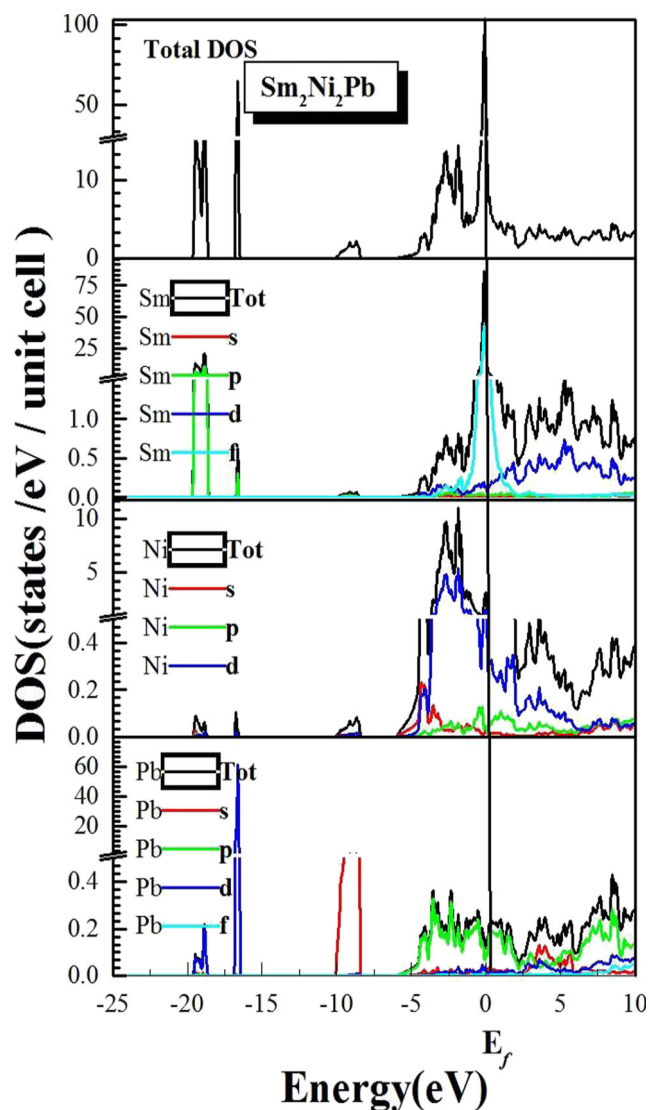 DOS(states /eV / unit cell )
Total DOS
Sm₂Ni₂Pb
100
50
10
0
Sm Tot
Sm s
Sm p
Sm d
Sm f
75
50
25
1.0
0.5
0.0
Ni Tot
Ni s
Ni p
Ni d
10
5
0.4
0.2
0.0
Pb Tot
Pb s
Pb p
Pb d
Pb f
60
40
20
0.4
0.2
0.0
-25 -20 -15 -10 -5 0 5 10
E_f
Energy(eV)